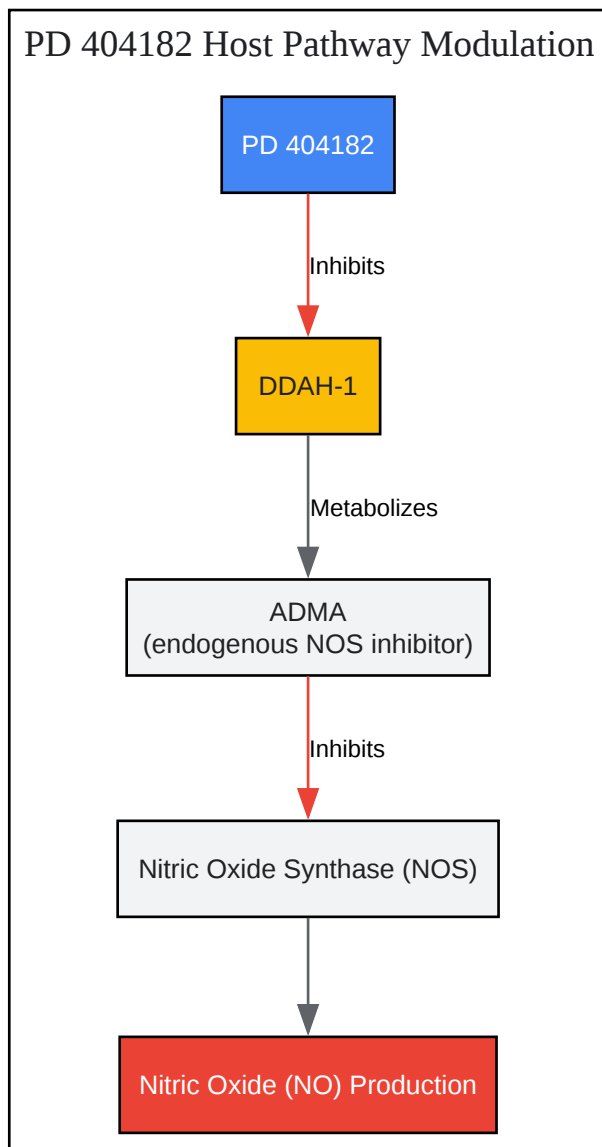 PD 404182 Host Pathway Modulation
PD 404182
Inhibits
DDAH-1
Metabolizes
ADMA
(endogenous NOS inhibitor)
Inhibits
Nitric Oxide Synthase (NOS)
Nitric Oxide (NO) Production